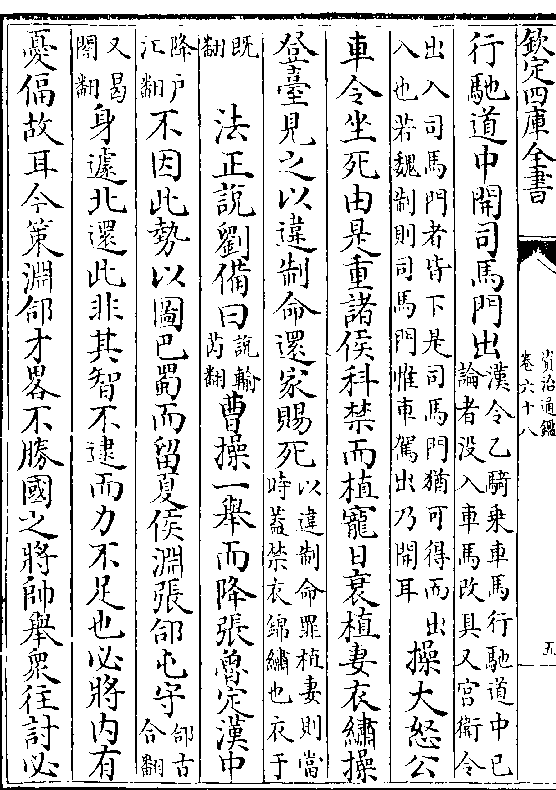 欽定四庫全書
資治通鑑
卷六十八
五
行馳道中開司馬門出
漢令乙騎乗車馬行馳道中已
論者没入車馬改具又宮衛令
出入司馬門者皆下是司馬門猶可得而出
入也若魏制則司馬門惟車駕出乃開耳
操大怒公
車令坐死由是重諸侯科禁而植寵日衰植妻衣繡操
登臺見之以違制命還家賜死
以違制命罪植妻則當
時蓋禁衣錦繡也衣于
既
翻
法正說劉備曰
說輸
芮翻
曹操一舉而降張魯定漢中
降戶
江翻
不因此勢以圖巴蜀而留夏侯淵張郃屯守
郃古
合翻
又曷
閤翻
身遽北還此非其智不逮而力不足也必將内有
憂偪故耳今策淵郃才畧不勝國之將帥舉衆往討必